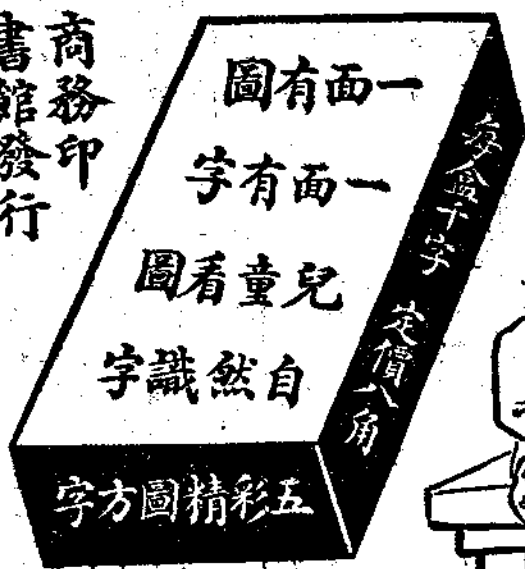 一面有圖
一面有字
兒童看圖
自然識字
每盒千字 定價八角
五彩精圖方字
商務印
書館發行